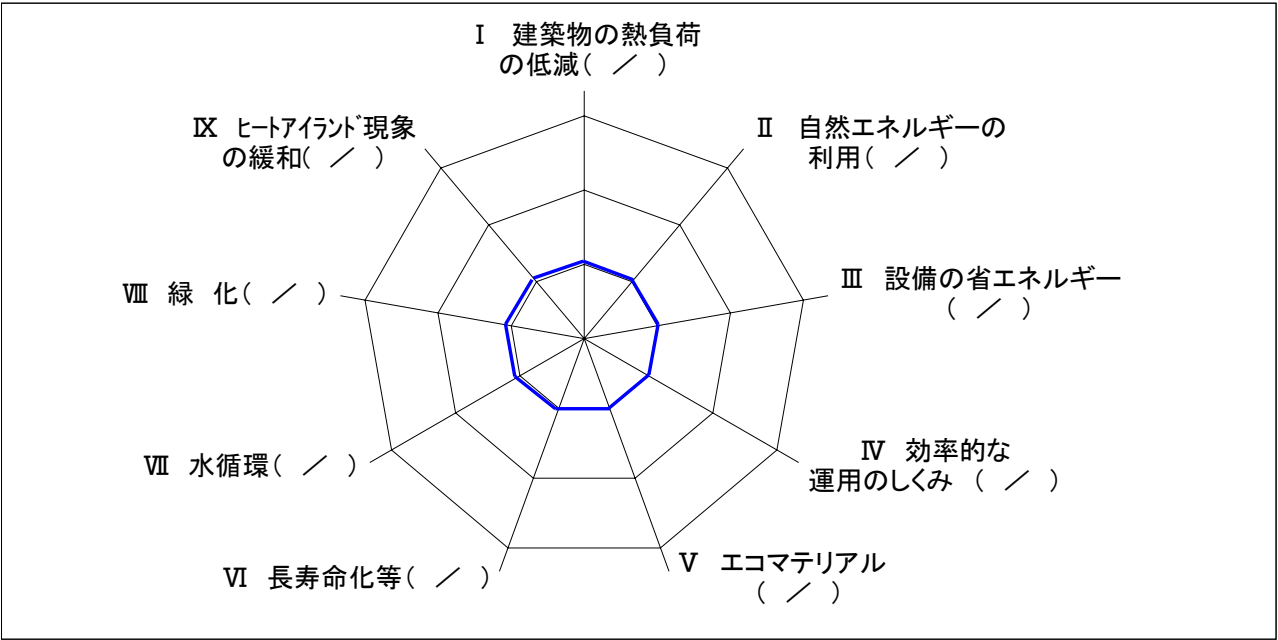 Ⅰ 建築物の熱負荷
の低減( ／ )
Ⅱ 自然エネルギーの
利用( ／ )
Ⅲ 設備の省エネルギー
( ／ )
Ⅳ 効率的な
運用のしくみ ( ／ )
Ⅴ エコマテリアル
( ／ )
Ⅵ 長寿命化等( ／ )
Ⅶ 水循環( ／ )
Ⅷ 緑 化( ／ )
Ⅸ ﾋｰﾄｱｲﾗﾝﾄﾞ現象
の緩和( ／ )